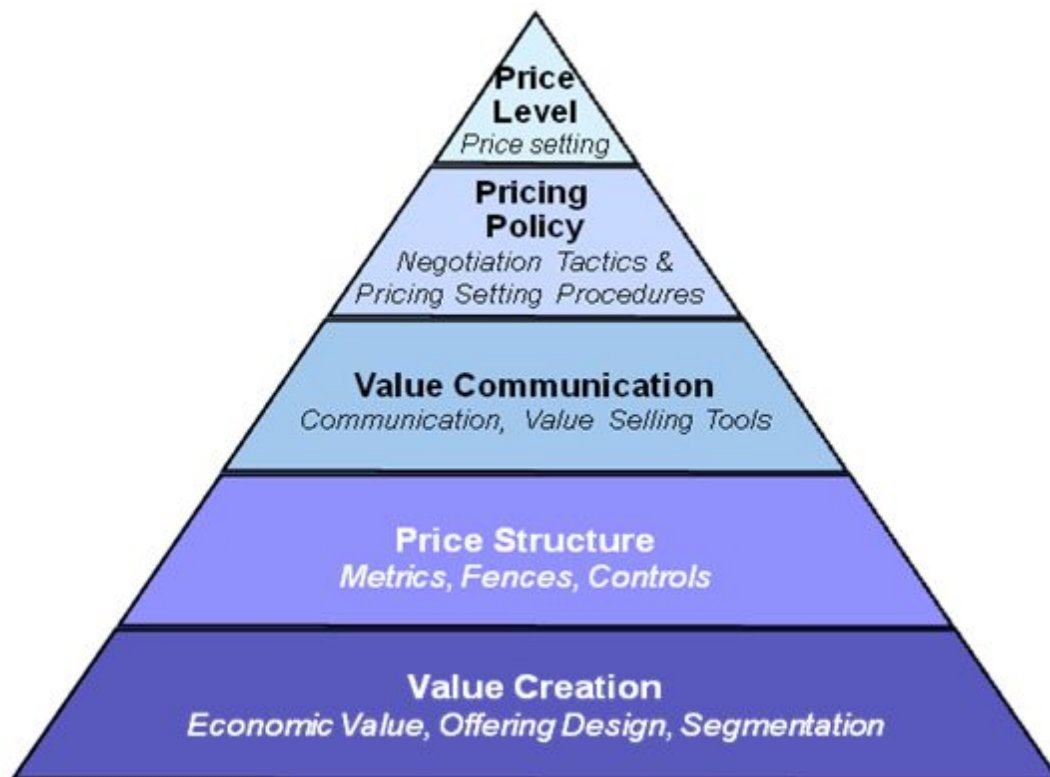 Price
Level
Price setting
Pricing
Policy
Negotiation Tactics &
Pricing Setting Procedures
Value Communication
Communication, Value Selling Tools
Price Structure
Metrics, Fences, Controls
Value Creation
Economic Value, Offering Design, Segmentation